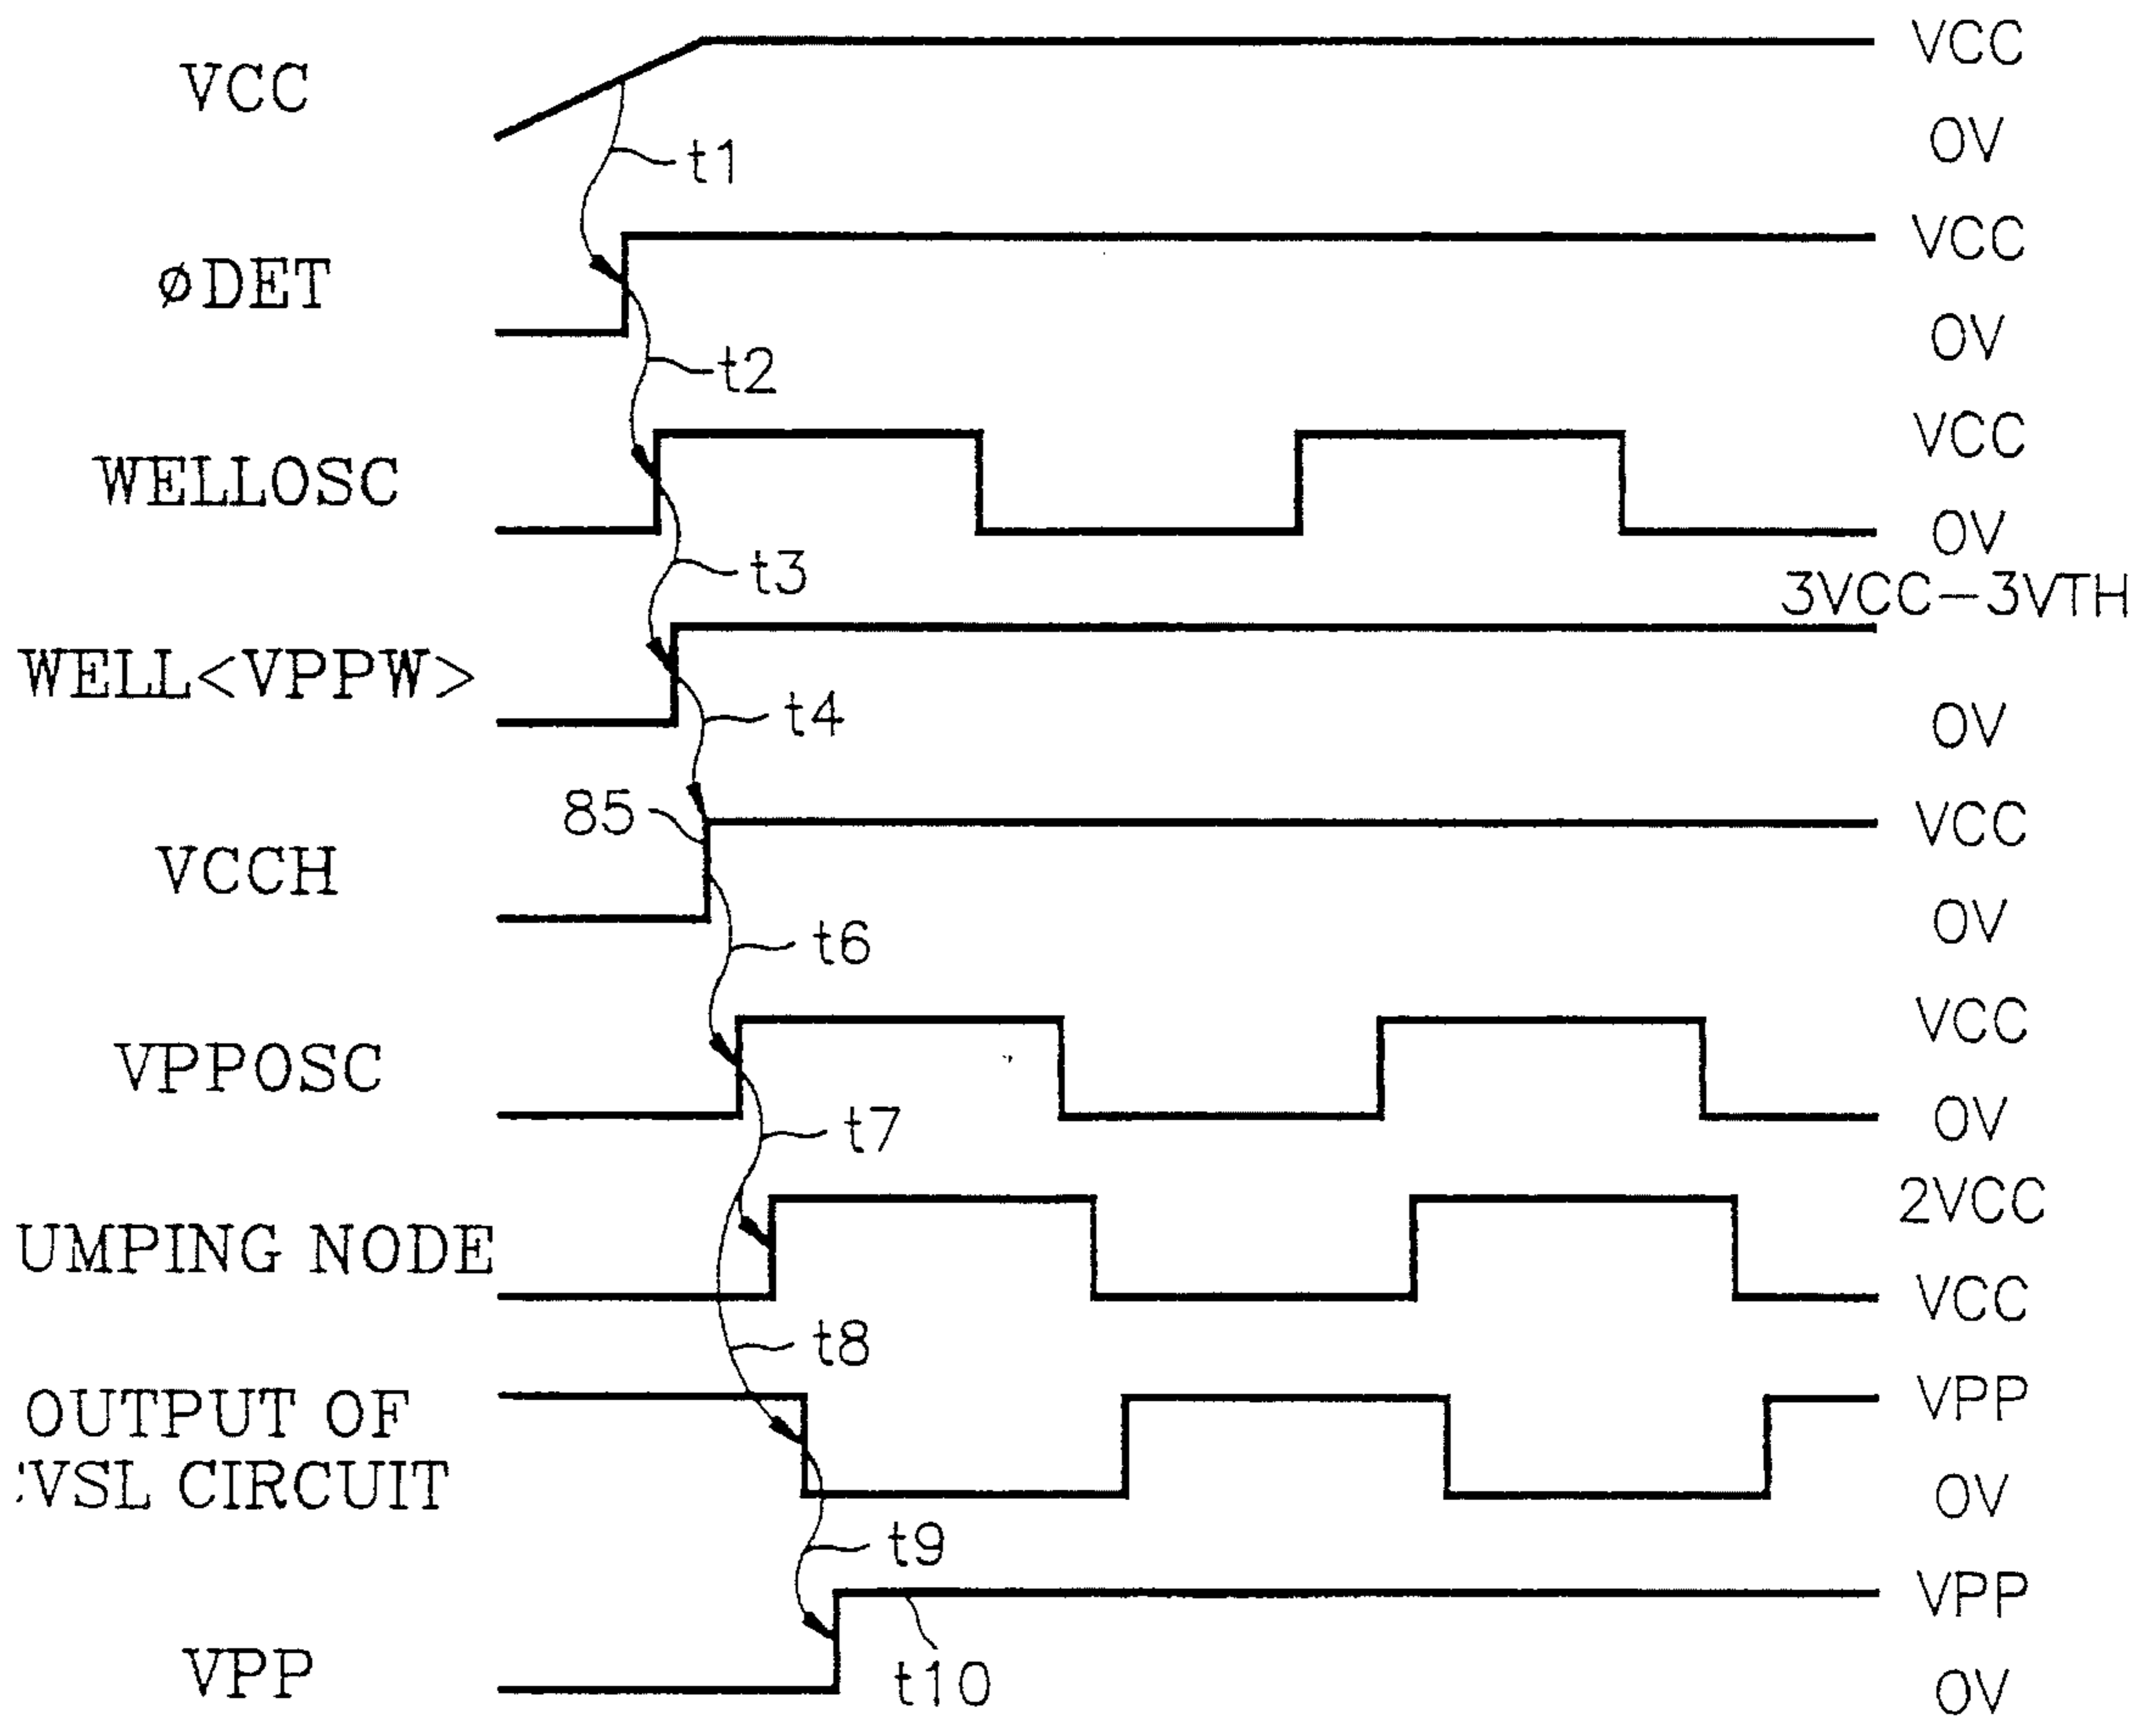 VCC
VCC
0V
t1
øDET
VCC
0V
t2
WELLOSC
VCC
0V
t3
3VCC-3VTH
WELL<VPPW>
0V
t4
85
VCCH
VCC
0V
t6
VPPOSC
VCC
0V
t7
UMPING NODE
2VCC
VCC
t8
OUTPUT OF
VSL CIRCUIT
VPP
0V
t9
VPP
VPP
0V
t10